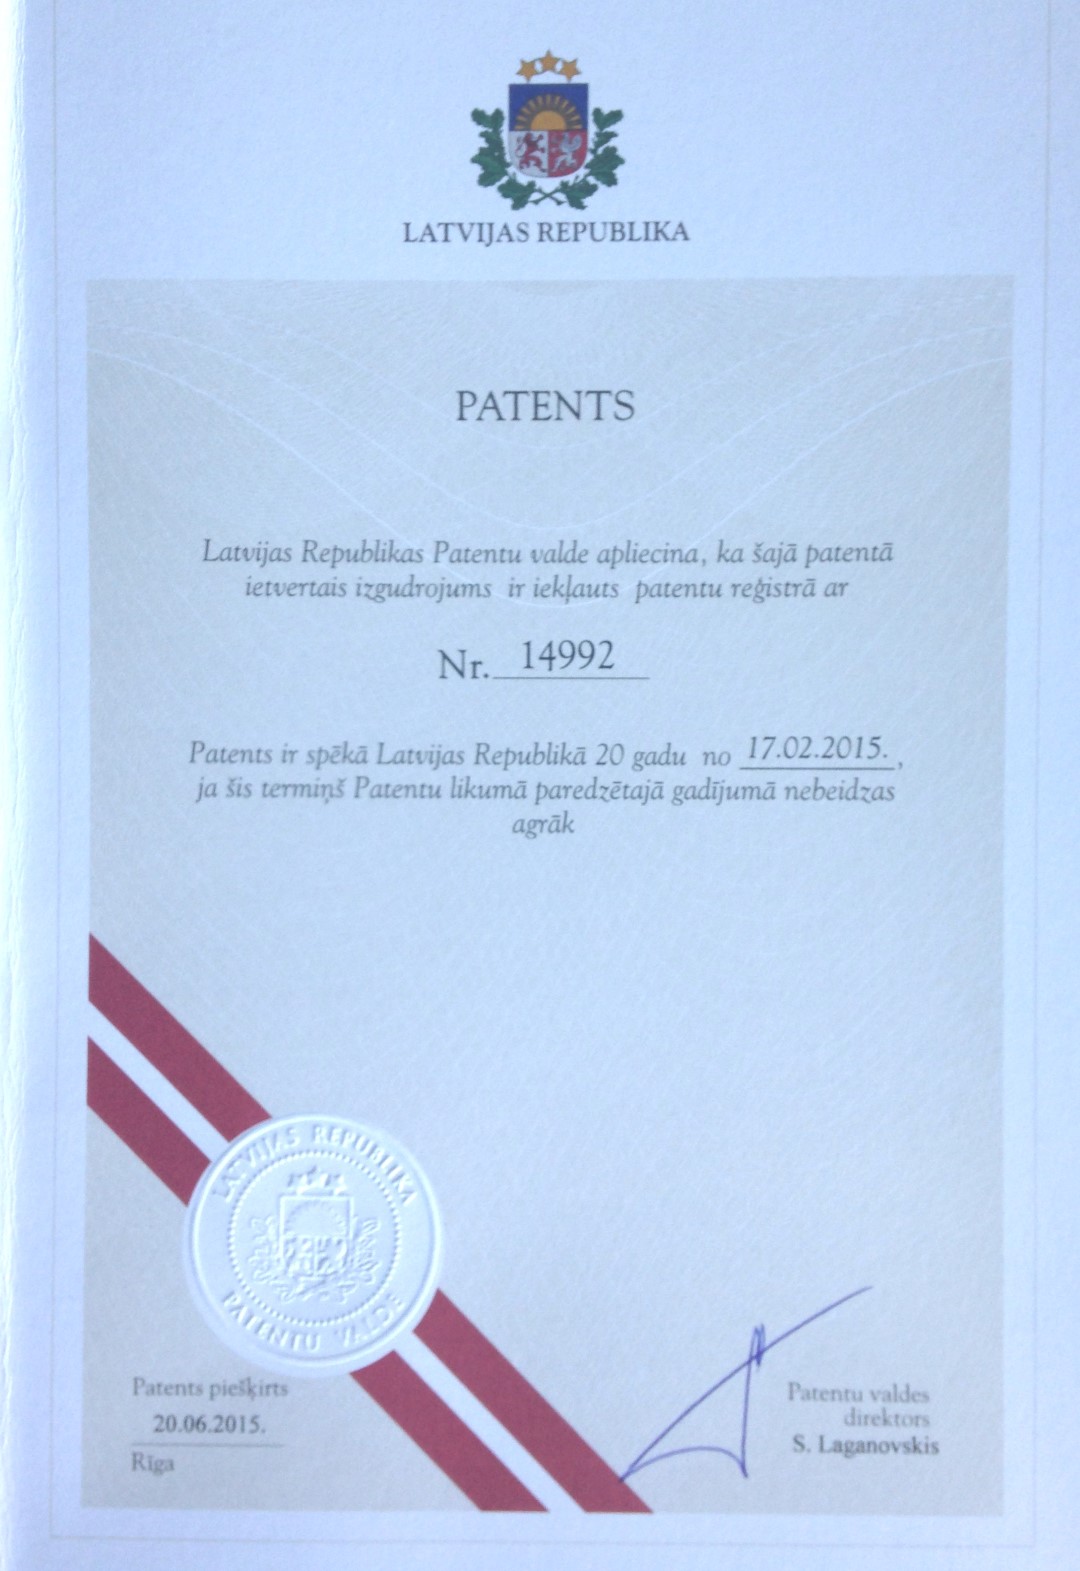 LATVIJAS REPUBLIKA
PATENTS
Latvijas Republikas Patentu valde apliecina, ka šajā patentā
ietvertais izgudrojums ir iekļauts patentu reģistrā ar
Nr. 14992
Patents ir spēkā Latvijas Republikā 20 gadu no 17.02.2015.,
ja šis termiņš Patentu likumā paredzētajā gadījumā nebeidzas
agrāk
LATVIJAS REPUBLIKA
PATENTU VALDE
Patents piešķirts
20.06.2015.
Rīga
Patentu valdes
direktors
S. Laganovskis